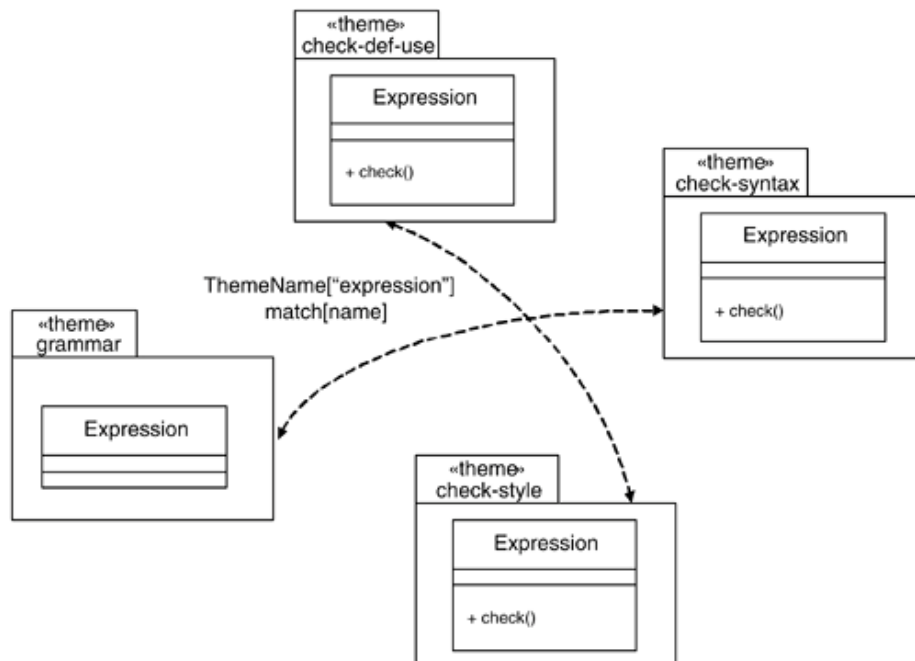 «theme»
check-def-use
Expression
+ check()
«theme»
check-syntax
Expression
+ check()
ThemeName["expression"]
match[name]
«theme»
grammar
Expression
«theme»
check-style
Expression
+ check()